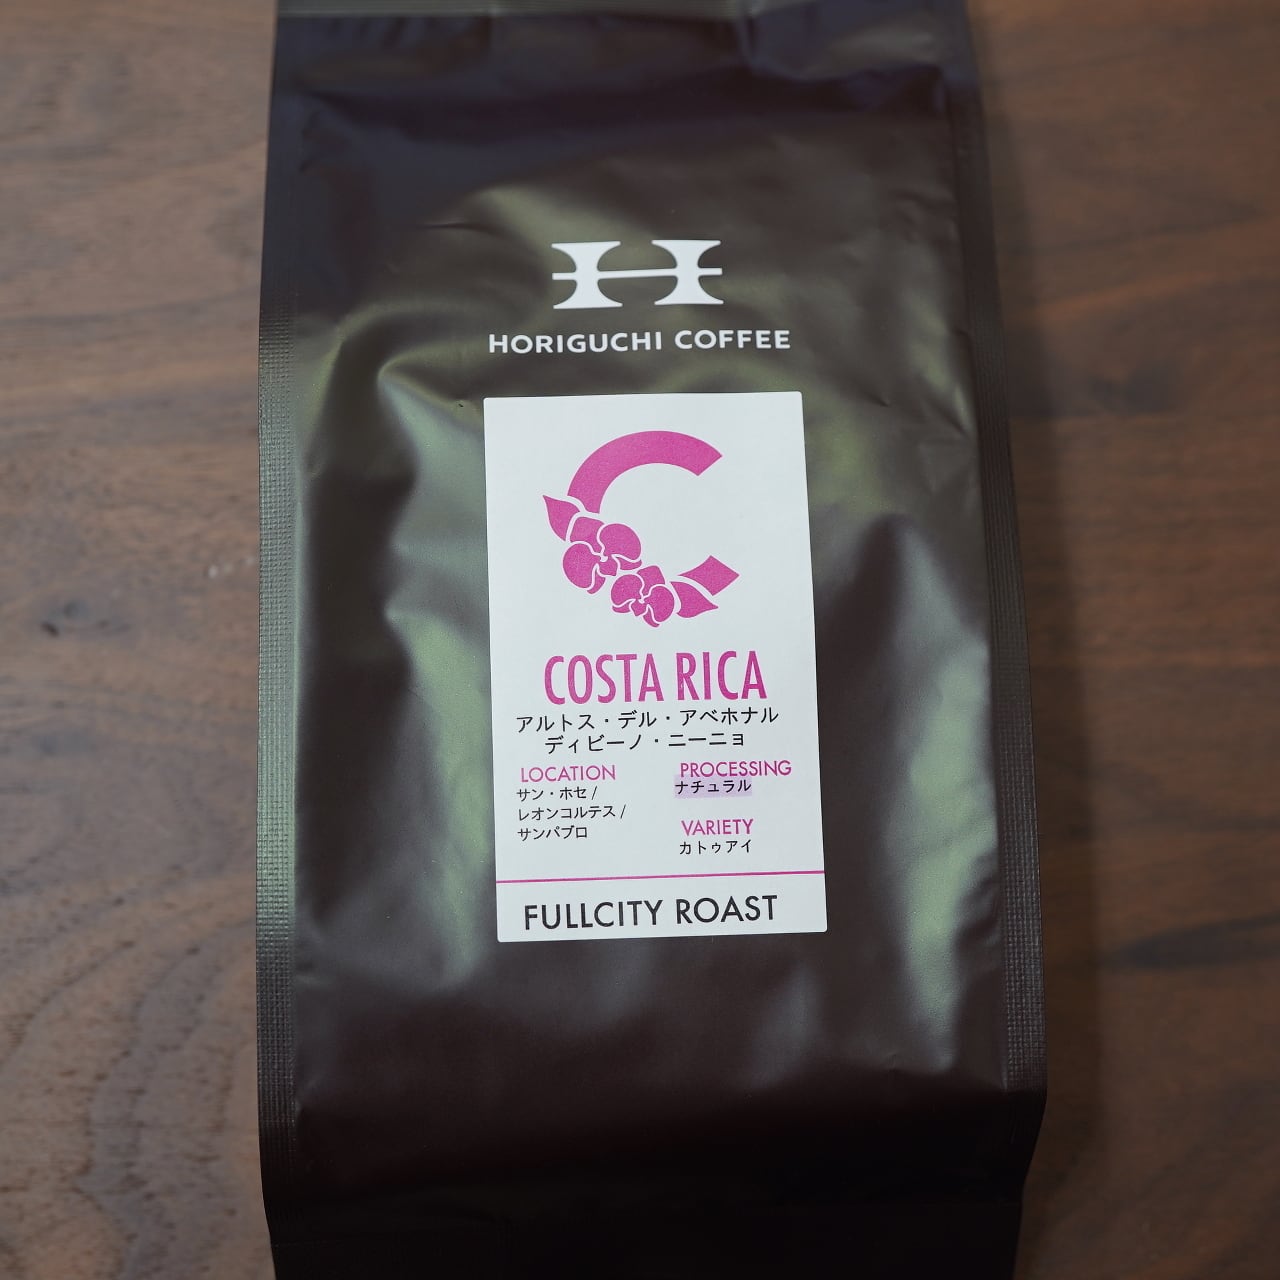 H
HORIGUCHI COFFEE
C
COSTA RICA
アルトス・デル・アベホナル
ディビーノ・ニーニョ
LOCATION
サン・ホセ /
レオンコルテス /
サンパブロ
PROCESSING
ナチュラル
VARIETY
カトゥアイ
FULLCITY ROAST